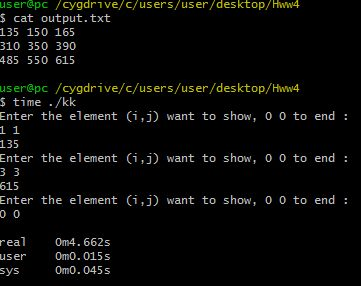 user@pc /cygdrive/c/users/user/desktop/Hww4
$ cat output.txt
135 150 165
310 350 390
485 550 615
user@pc /cygdrive/c/users/user/desktop/Hww4
$ time ./kk
Enter the element (i,j) want to show, 0 0 to end :
1 1
135
Enter the element (i,j) want to show, 0 0 to end :
3 3
615
Enter the element (i,j) want to show, 0 0 to end :
0 0
real 0m4.662s
user 0m0.015s
sys 0m0.045s